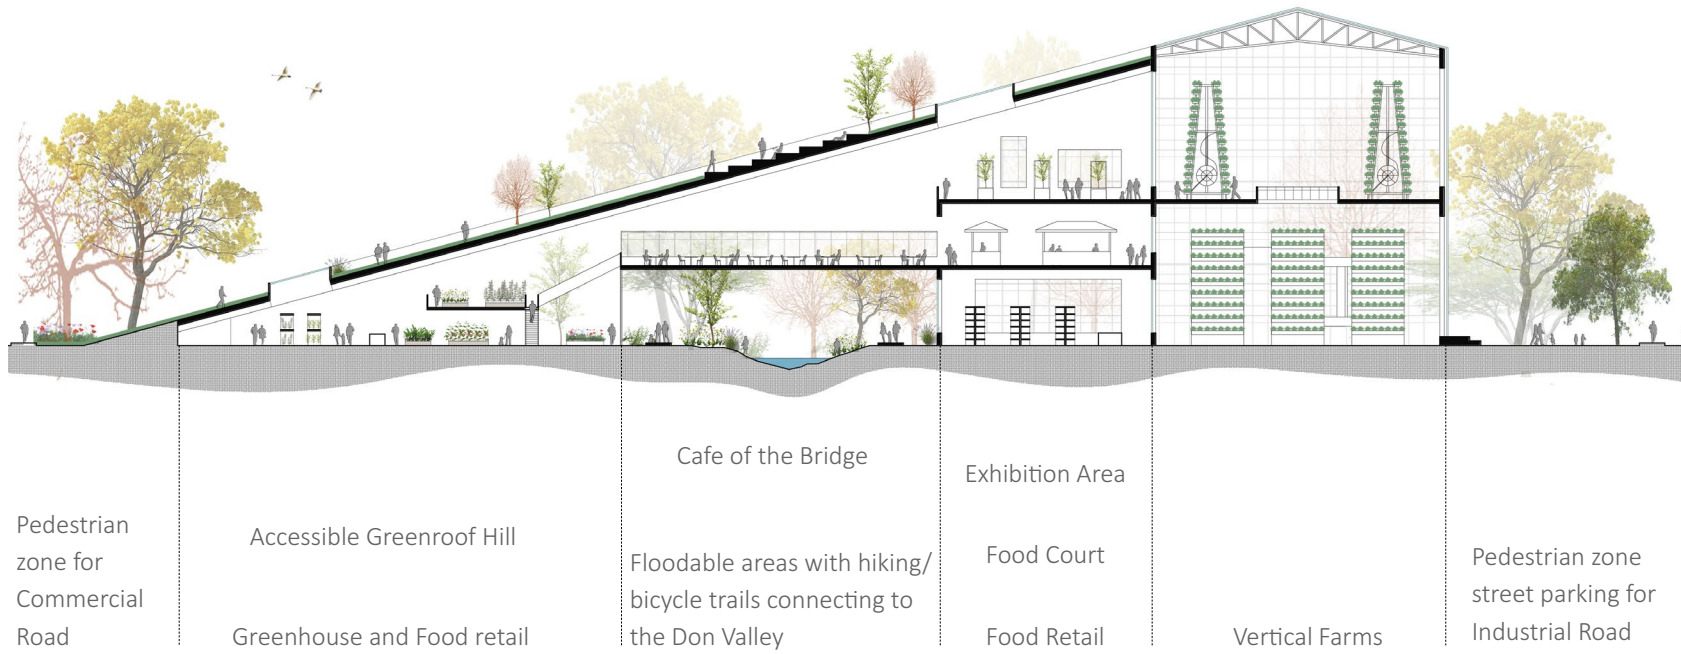 Pedestrian
zone for
Commercial
Road
Accessible Greenroof Hill
Greenhouse and Food retail
Cafe of the Bridge
Floodable areas with hiking/
bicycle trails connecting to
the Don Valley
Exhibition Area
Food Court
Food Retail
Vertical Farms
Pedestrian zone
street parking for
Industrial Road